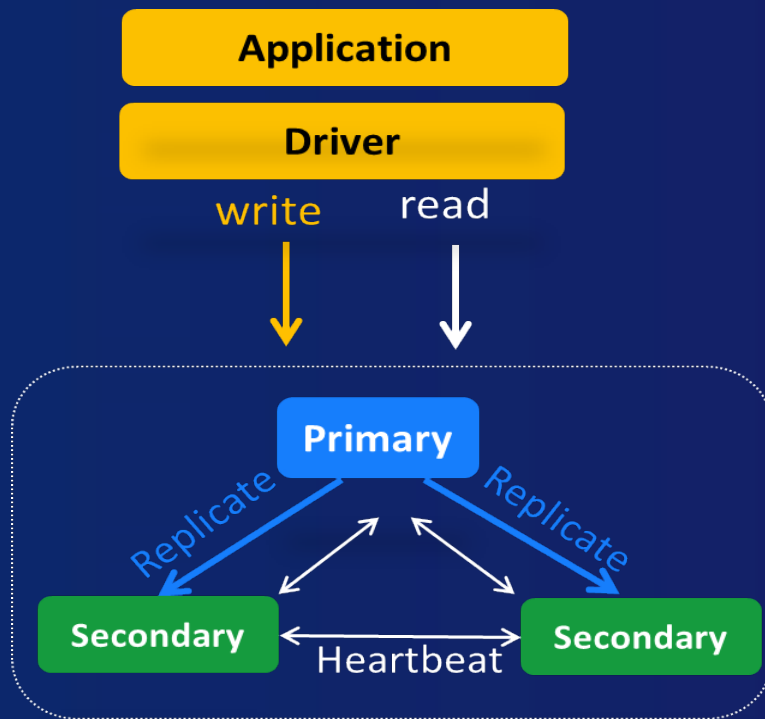 Application
Driver
write
read
Primary
Replicate
Replicate
Secondary
Secondary
Heartbeat